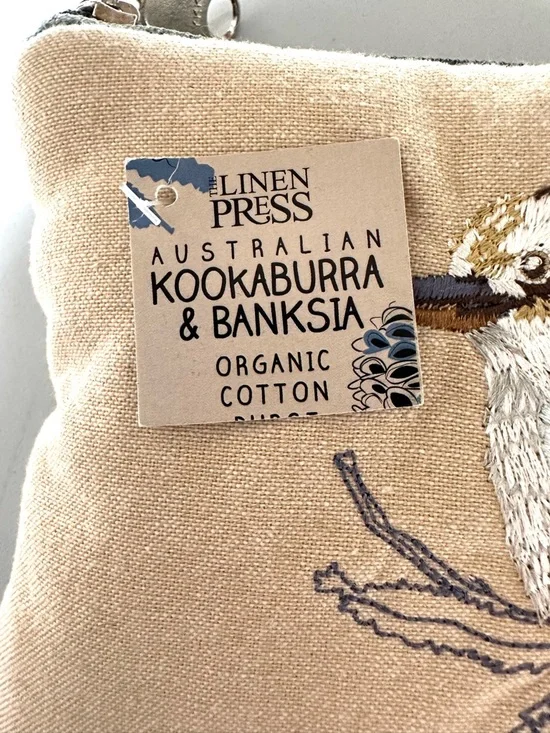 THE LINEN
PRESS
AUSTRALIAN
KOOKABURRA
& BANKSIA
ORGANIC
COTTON